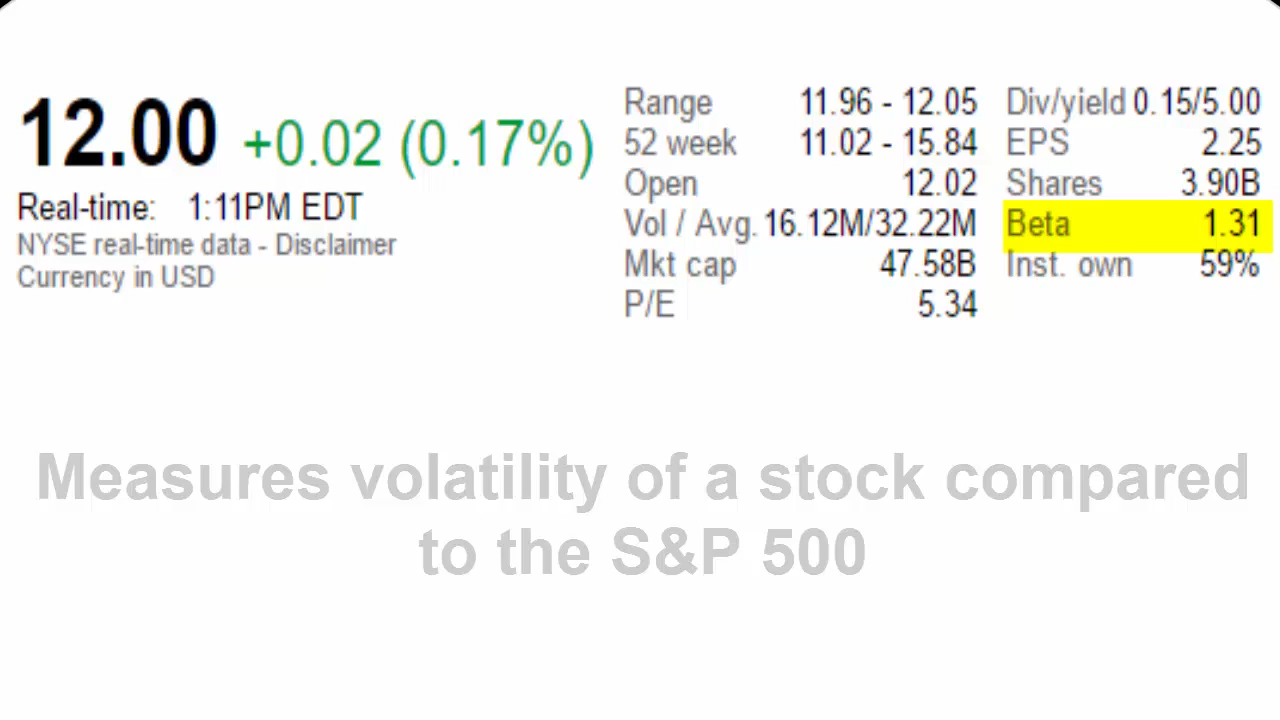 12.00 +0.02 (0.17%)
Real-time: 1:11PM EDT
NYSE real-time data - Disclaimer
Currency in USD
Range 11.96 - 12.05
52 week 11.02 - 15.84
Open 12.02
Vol / Avg. 16.12M/32.22M
Mkt cap 47.58B
P/E 5.34
Div/yield 0.15/5.00
EPS 2.25
Shares 3.90B
Beta 1.31
Inst. own 59%
Measures volatility of a stock compared
to the S&P 500